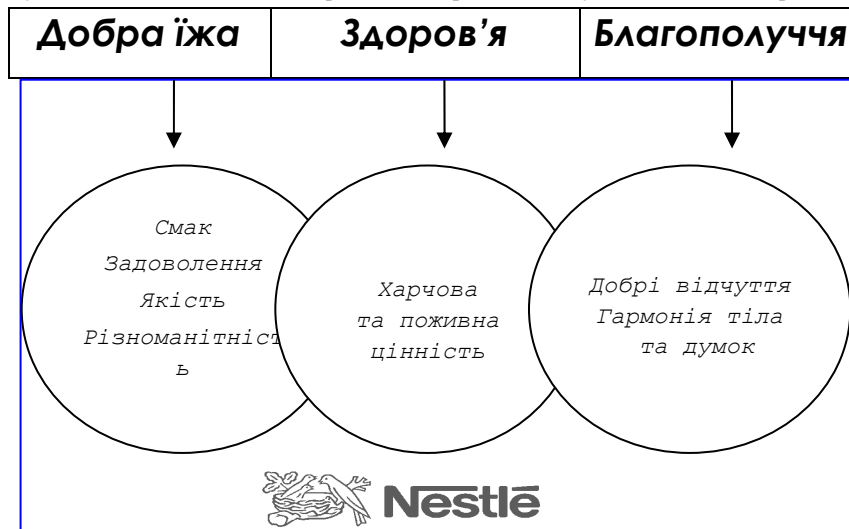 Добра їжа
Здоров’я
Благополуччя
Смак
Задоволення
Якість
Різноманітніст
ь
Харчова
та поживна
цінність
Добрі відчуття
Гармонія тіла
та думок
Nestlé